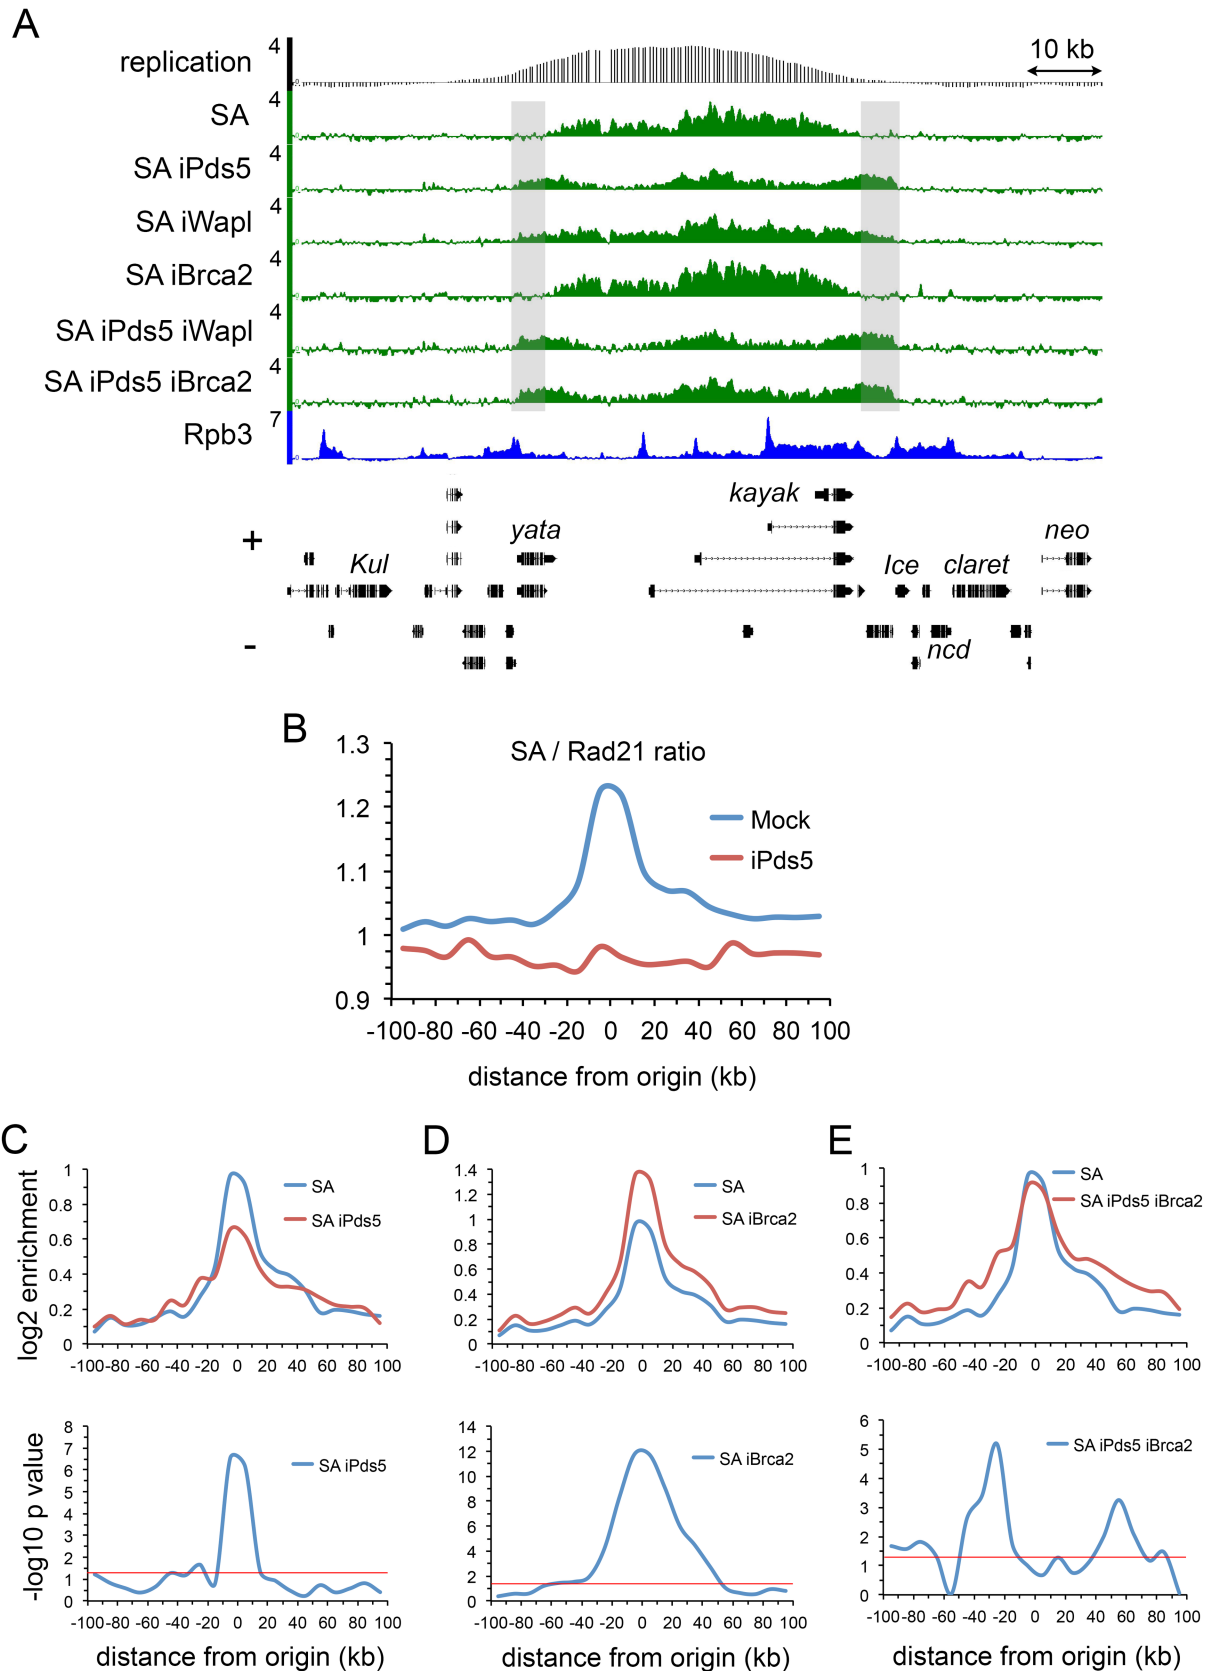 A
replication
4
10 kb
SA
4
SA iPds5
4
SA iWapl
4
SA iBrca2
4
SA iPds5 iWapl
4
SA iPds5 iBrca2
4
Rpb3
7
kayak
+
yata
neo
Kul
Ice
claret
-
ncd
B
SA / Rad21 ratio
1.3
1.2
1.1
1
0.9
Mock
iPds5
-100 -80 -60 -40 -20 0 20 40 60 80 100
distance from origin (kb)
C
log2 enrichment
1
0.8
0.6
0.4
0.2
0
SA
SA iPds5
-100 -80 -60 -40 -20 0 20 40 60 80 100
-log10 p value
8
7
6
5
4
3
2
1
0
SA iPds5
-100 -80 -60 -40 -20 0 20 40 60 80 100
distance from origin (kb)
D
1.4
1.2
1
0.8
0.6
0.4
0.2
0
SA
SA iBrca2
-100 -80 -60 -40 -20 0 20 40 60 80 100
14
12
10
8
6
4
2
0
SA iBrca2
-100 -80 -60 -40 -20 0 20 40 60 80 100
distance from origin (kb)
E
1
0.8
0.6
0.4
0.2
0
SA
SA iPds5 iBrca2
-100 -80 -60 -40 -20 0 20 40 60 80 100
6
5
4
3
2
1
0
SA iPds5 iBrca2
-100 -80 -60 -40 -20 0 20 40 60 80 100
distance from origin (kb)